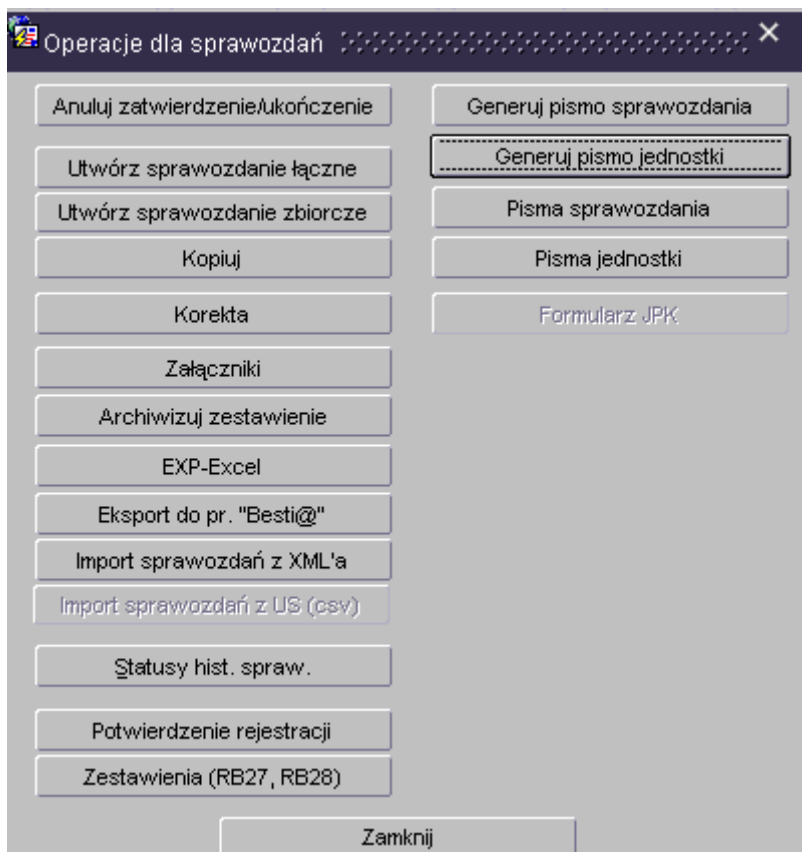 Operacje dla sprawozdań
Anuluj zatwierdzenie/ukończenie
Utwórz sprawozdanie łączne
Utwórz sprawozdanie zbiorcze
Kopiuj
Korekta
Załączniki
Archiwizuj zestawienie
EXP-Excel
Eksport do pr. "Besti@"
Import sprawozdań z XML'a
Import sprawozdań z US (csv)
Statusy hist. spraw.
Potwierdzenie rejestracji
Zestawienia (RB27, RB28)
Generuj pismo sprawozdania
Generuj pismo jednostki
Pisma sprawozdania
Pisma jednostki
Formularz JPK
Zamknij